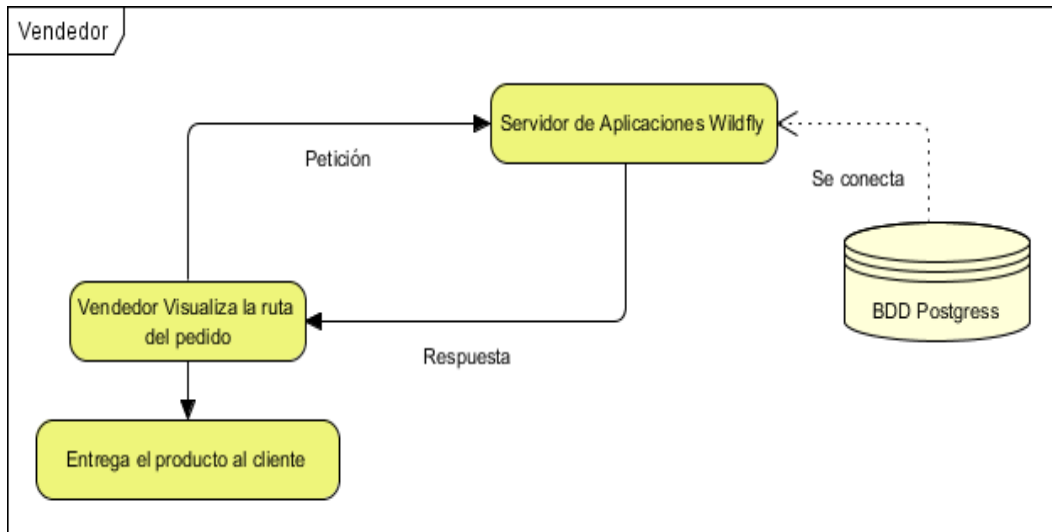 Vendedor
Servidor de Aplicaciones Wildfly
Petición
Se conecta
Vendedor Visualiza la ruta
del pedido
BDD Postgress
Respuesta
Entrega el producto al cliente